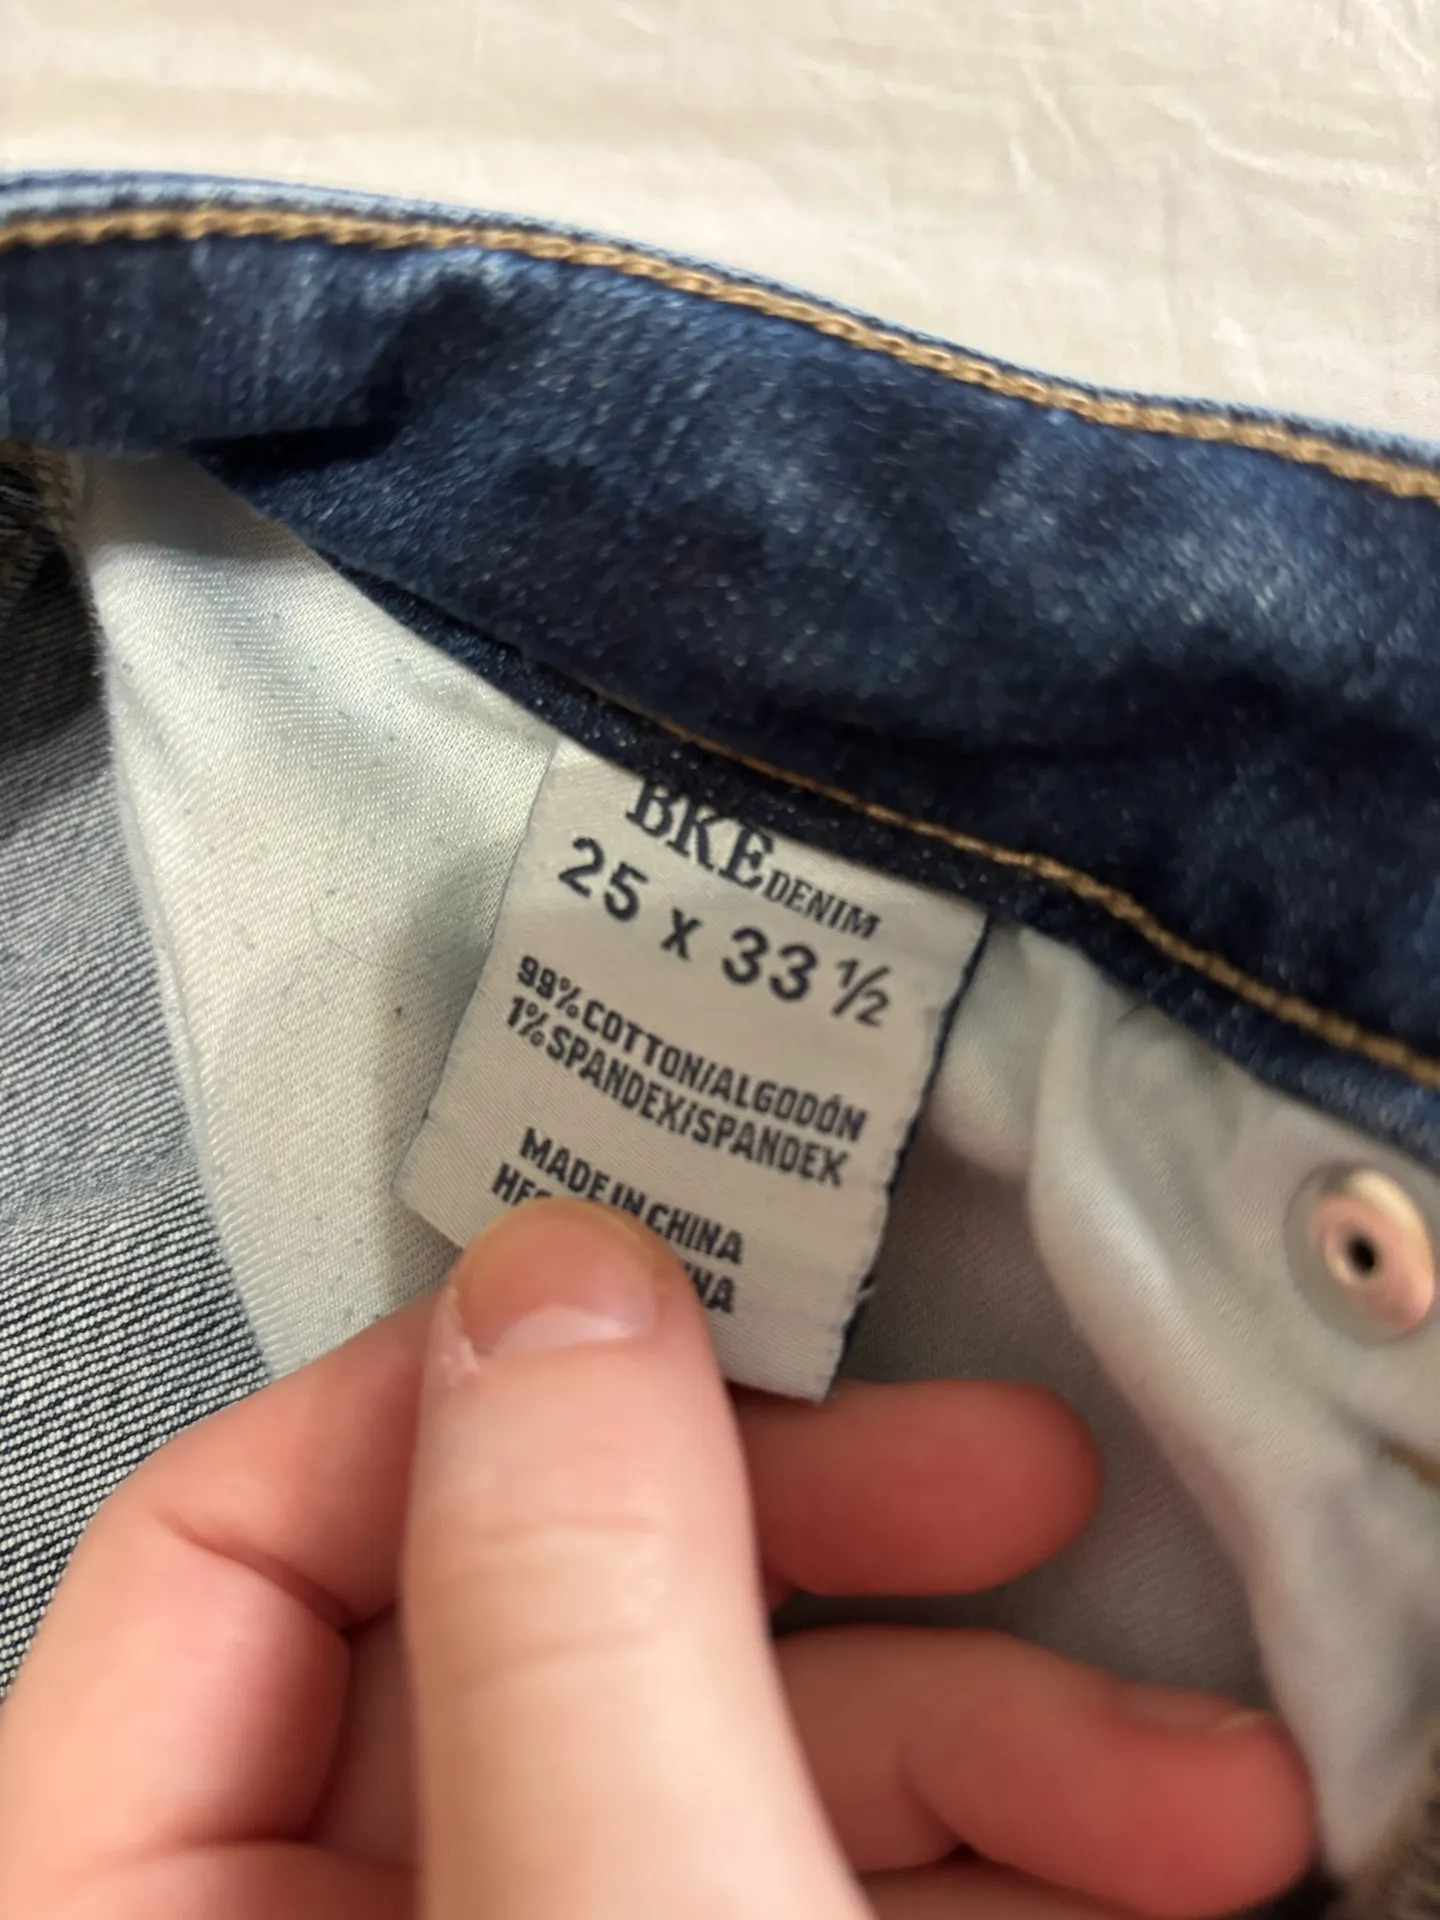 BKE DENIM
25 x 33 ½
99% COTTON/ALGODÓN
1% SPANDEX/SPANDEX
MADE IN CHINA